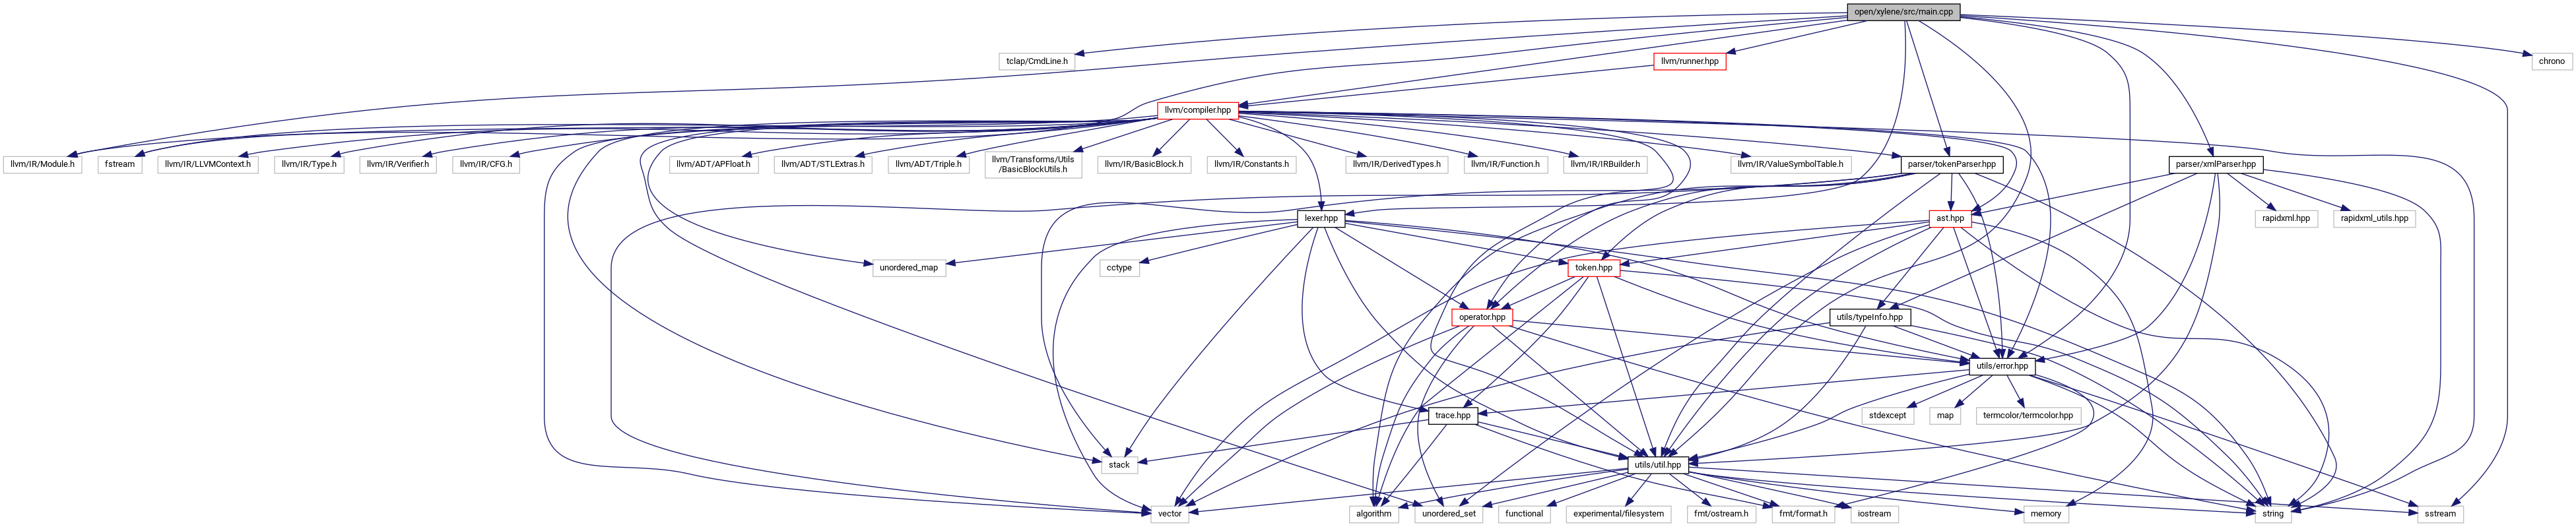 open/xylene/src/main.cpp
tclap/CmdLine.h
llvm/runner.hpp
chrono
llvm/compiler.hpp
llvm/IR/Module.h
fstream
llvm/IR/LLVMContext.h
llvm/IR/Type.h
llvm/IR/Verifier.h
llvm/IR/CFG.h
llvm/ADT/APFloat.h
llvm/ADT/STLExtras.h
llvm/ADT/Triple.h
llvm/Transforms/Utils
/BasicBlockUtils.h
llvm/IR/BasicBlock.h
llvm/IR/Constants.h
llvm/IR/DerivedTypes.h
llvm/IR/Function.h
llvm/IR/IRBuilder.h
llvm/IR/ValueSymbolTable.h
parser/tokenParser.hpp
parser/xmlParser.hpp
lexer.hpp
ast.hpp
rapidxml.hpp
rapidxml_utils.hpp
unordered_map
cctype
token.hpp
operator.hpp
utils/typeInfo.hpp
utils/error.hpp
trace.hpp
stdexcept
map
termcolor/termcolor.hpp
stack
utils/util.hpp
vector
algorithm
unordered_set
functional
experimental/filesystem
fmt/ostream.h
fmt/format.h
iostream
memory
string
sstream